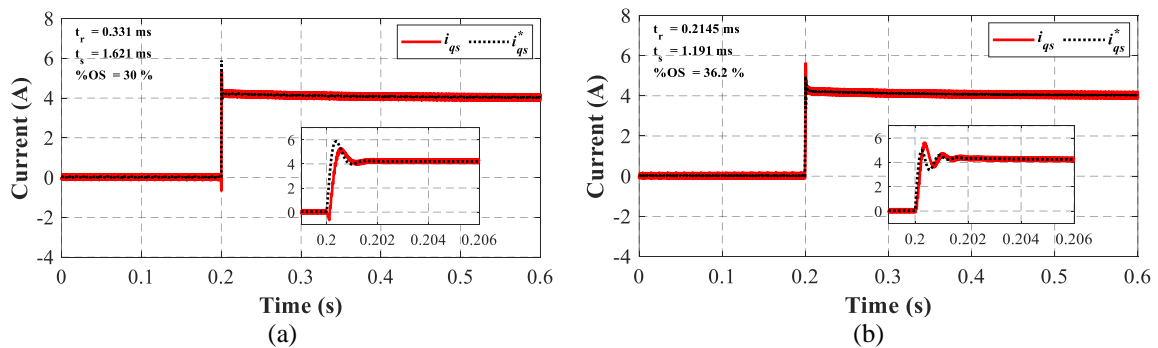 8
6
4
2
0
-2
-4
Current (A)
t_r = 0.331 ms
t_s = 1.621 ms
%OS = 30 %
i_qs i*_qs
6
4
2
0
0.2 0.202 0.204 0.206
0 0.1 0.2 0.3 0.4 0.5 0.6
Time (s)
(a)
8
6
4
2
0
-2
-4
Current (A)
t_r = 0.2145 ms
t_s = 1.191 ms
%OS = 36.2 %
i_qs i*_qs
6
4
2
0
0.2 0.202 0.204 0.206
0 0.1 0.2 0.3 0.4 0.5 0.6
Time (s)
(b)